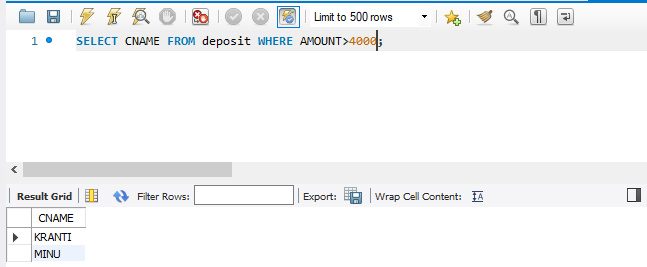 Limit to 500 rows
1 SELECT CNAME FROM deposit WHERE AMOUNT>4000;
Result Grid Filter Rows: Export: Wrap Cell Content:
CNAME
KRANTI
MINU